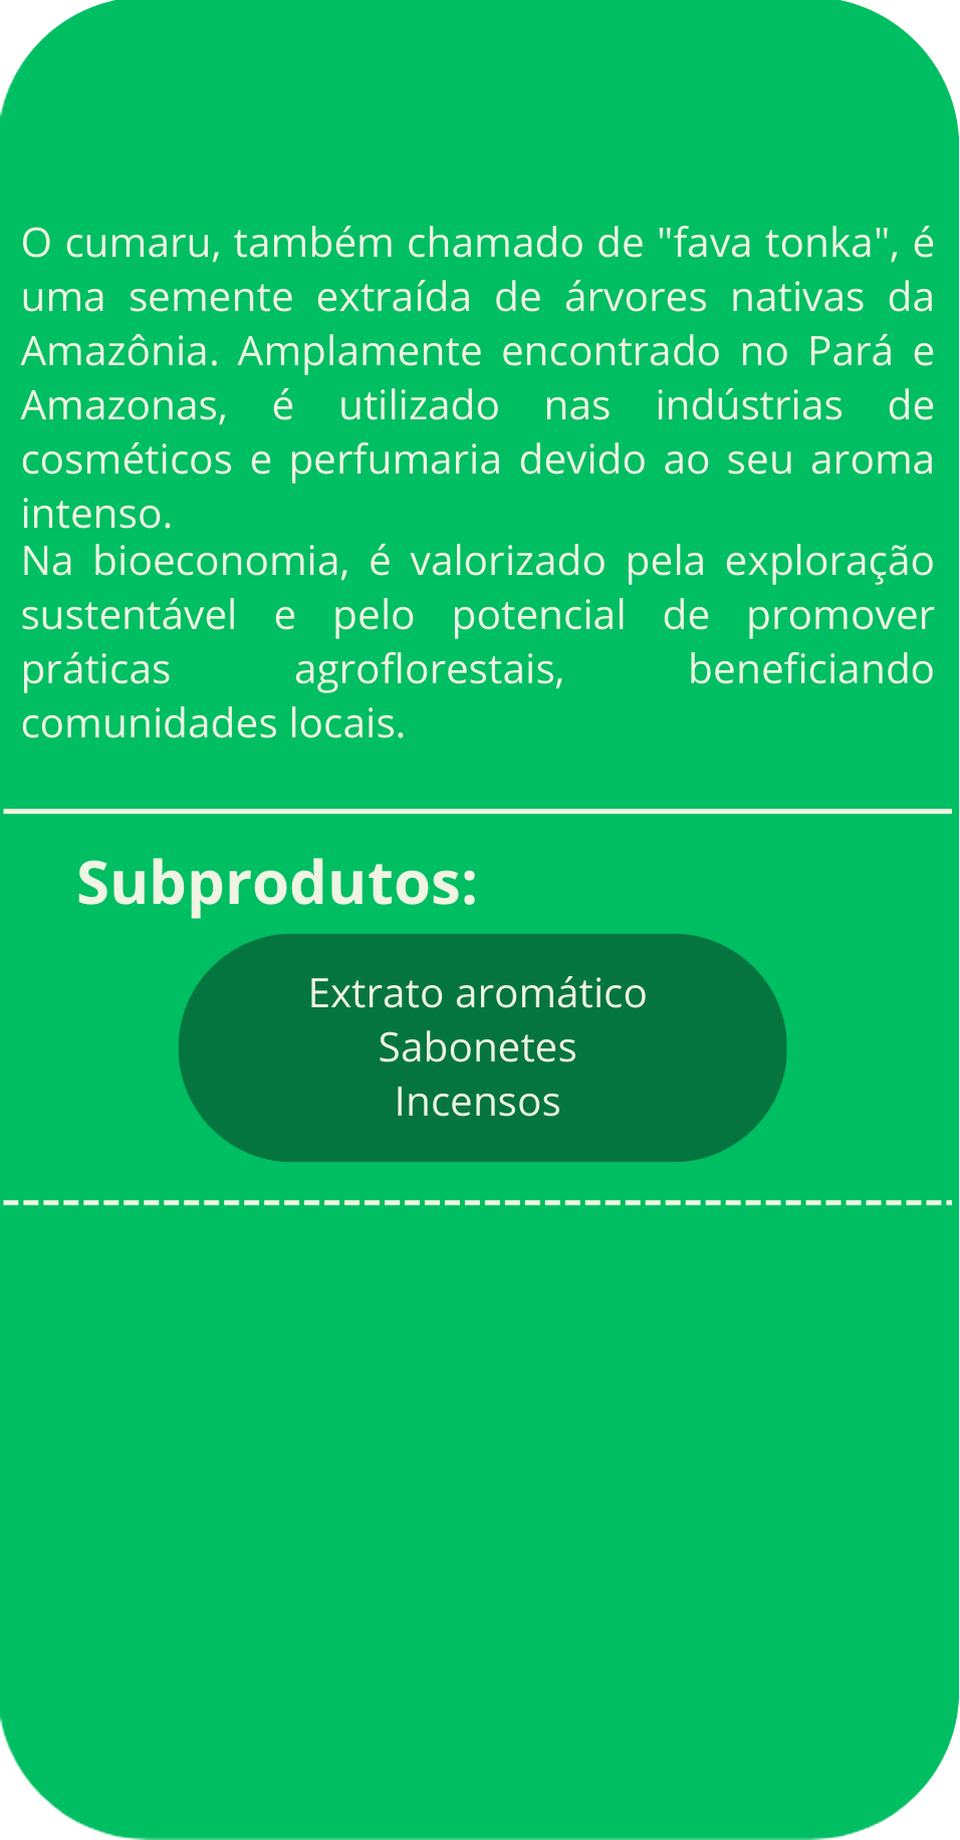 O cumaru, também chamado de "fava tonka", é
uma semente extraída de árvores nativas da
Amazônia. Amplamente encontrado no Pará e
Amazonas, é utilizado nas indústrias de
cosméticos e perfumaria devido ao seu aroma
intenso.
Na bioeconomia, é valorizado pela exploração
sustentável e pelo potencial de promover
práticas agroflorestais, beneficiando
comunidades locais.
Subprodutos:
Extrato aromático
Sabonetes
Incensos